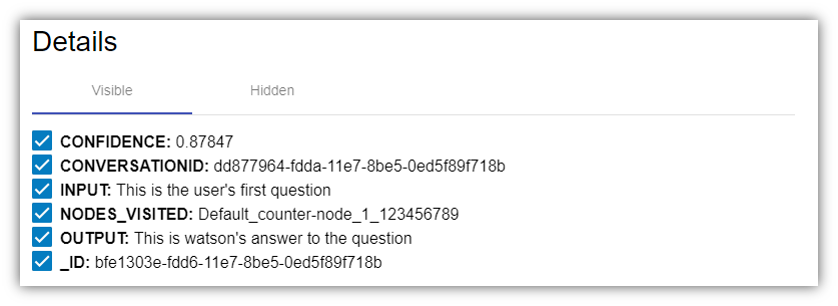 Details
Visible Hidden
CONFIDENCE: 0.87847
CONVERSATIONID: dd877964-fdda-11e7-8be5-0ed5f89f718b
INPUT: This is the user's first question
NODES_VISITED: Default_counter-node_1_123456789
OUTPUT: This is watson's answer to the question
_ID: bfe1303e-fdd6-11e7-8be5-0ed5f89f718b